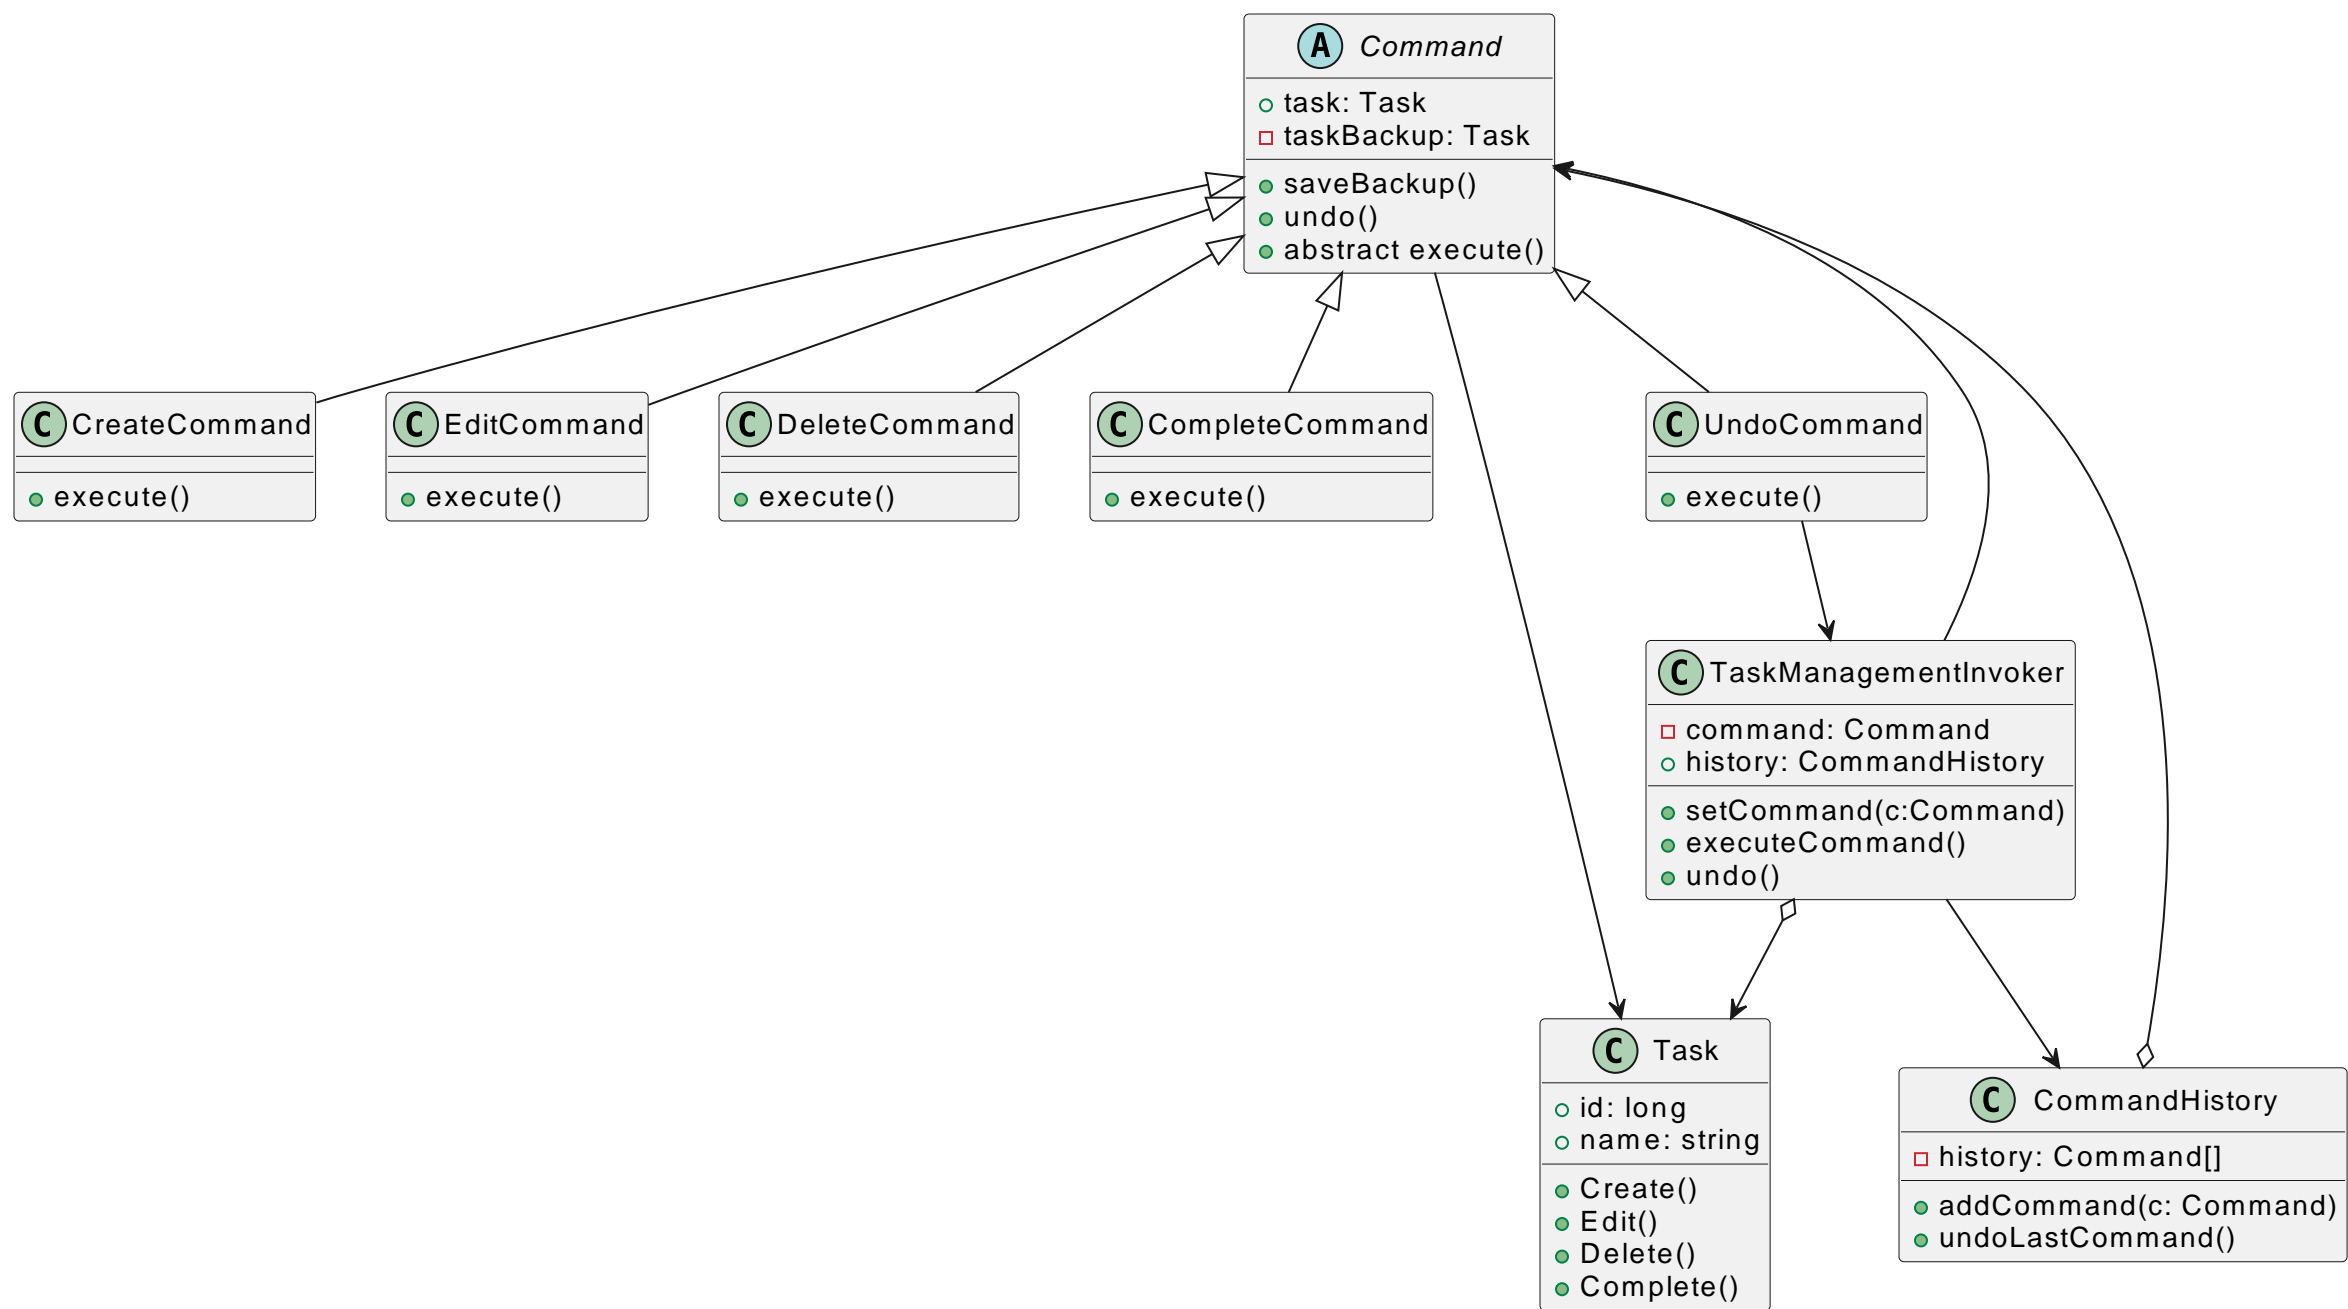 A Command
task: Task
taskBackup: Task
saveBackup()
undo()
abstract execute()
C CreateCommand
execute()
C EditCommand
execute()
C DeleteCommand
execute()
C CompleteCommand
execute()
C UndoCommand
execute()
C TaskManagementInvoker
command: Command
history: CommandHistory
setCommand(c:Command)
executeCommand()
undo()
C Task
id: long
name: string
Create()
Edit()
Delete()
Complete()
C CommandHistory
history: Command[]
addCommand(c: Command)
undoLastCommand()